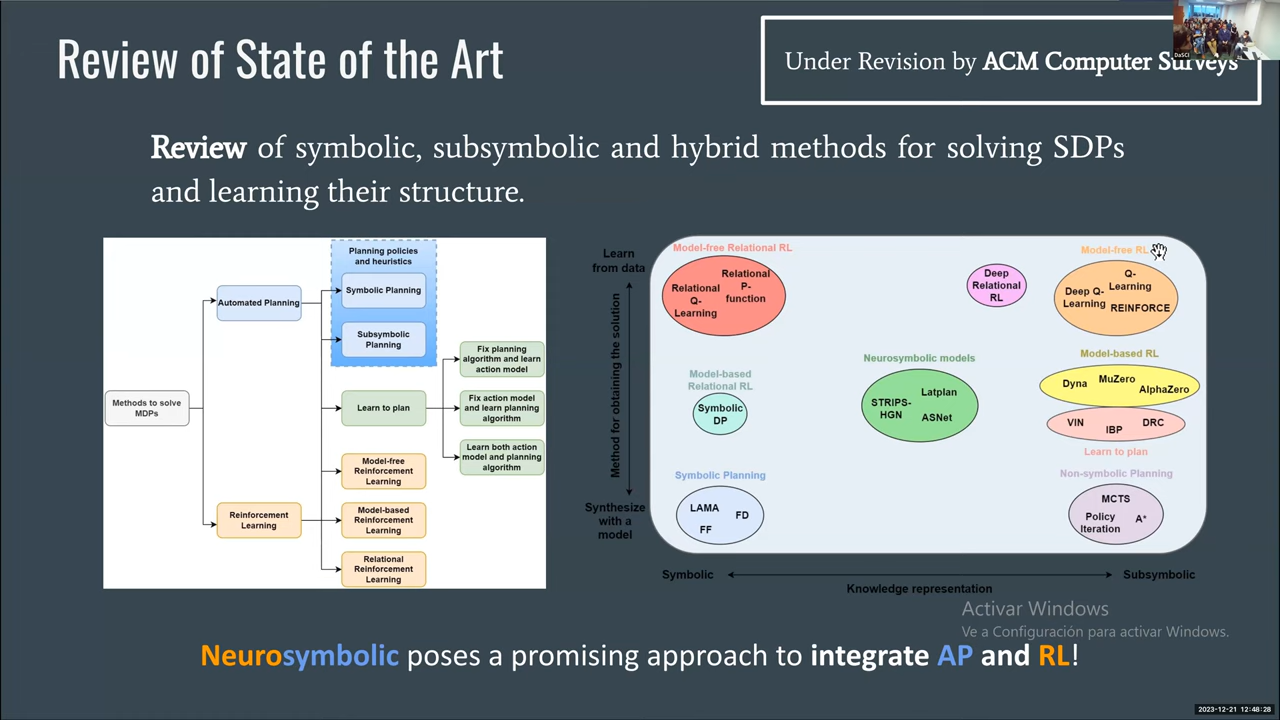 Review of State of the Art
Under Revision by ACM Computer Surveys
DaSCI
Review of symbolic, subsymbolic and hybrid methods for solving SDPs
and learning their structure.
Methods to solve
MDPs
Automated Planning
Reinforcement
Learning
Planning policies
and heuristics
Symbolic Planning
Subsymbolic
Planning
Learn to plan
Fix planning
algorithm and learn
action model
Fix action model
and learn planning
algorithm
Learn both action
model and planning
algorithm
Model-free
Reinforcement
Learning
Model-based
Reinforcement
Learning
Relational
Reinforcement
Learning
Learn
from data
Method for obtaining the solution
Synthesize
with a
model
Model-free Relational RL
Relational
Q-
Learning
Relational
P-
function
Deep
Relational
RL
Model-free RL
Q-
Learning
Deep Q-
Learning
REINFORCE
Model-based
Relational RL
Symbolic
DP
Neurosymbolic models
STRIPS-
HGN
Latplan
ASNet
Model-based RL
Dyna
MuZero
AlphaZero
VIN
IBP
DRC
Learn to plan
Symbolic Planning
LAMA
FD
FF
Non-symbolic Planning
MCTS
Policy
Iteration
A*
Symbolic
Subsymbolic
Knowledge representation
Activar Windows
Ve a Configuración para activar Windows.
Neurosymbolic poses a promising approach to integrate AP and RL!
2023-12-21 12:48:28